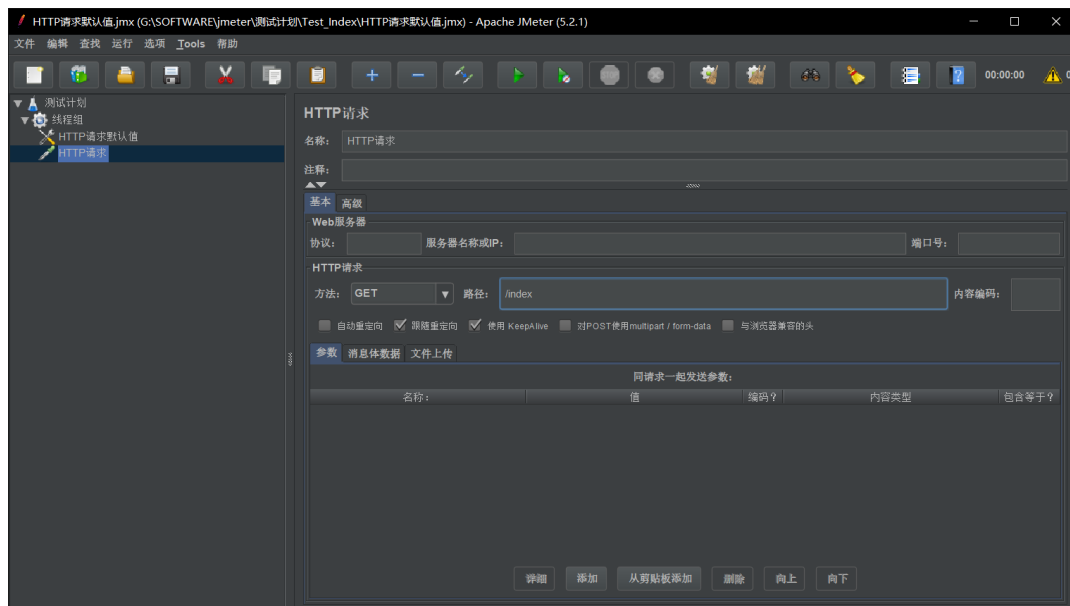 HTTP请求默认值.jmx (G:\SOFTWARE\jmeter\测试计划\Test_Index\HTTP请求默认值.jmx) - Apache JMeter (5.2.1)
文件 编辑 查找 运行 选项 Tools 帮助
00:00:00
测试计划
线程组
HTTP请求默认值
HTTP请求
HTTP请求
名称: HTTP请求
注释:
基本 高级
Web服务器
协议: 服务器名称或IP: 端口号:
HTTP请求
方法: GET 路径: /index 内容编码:
自动重定向 跟随重定向 使用 KeepAlive 对POST使用multipart / form-data 与浏览器兼容的头
参数 消息体数据 文件上传
同请求一起发送参数:
名称: 值 编码? 内容类型 包含等于?
详细 添加 从剪贴板添加 删除 向上 向下